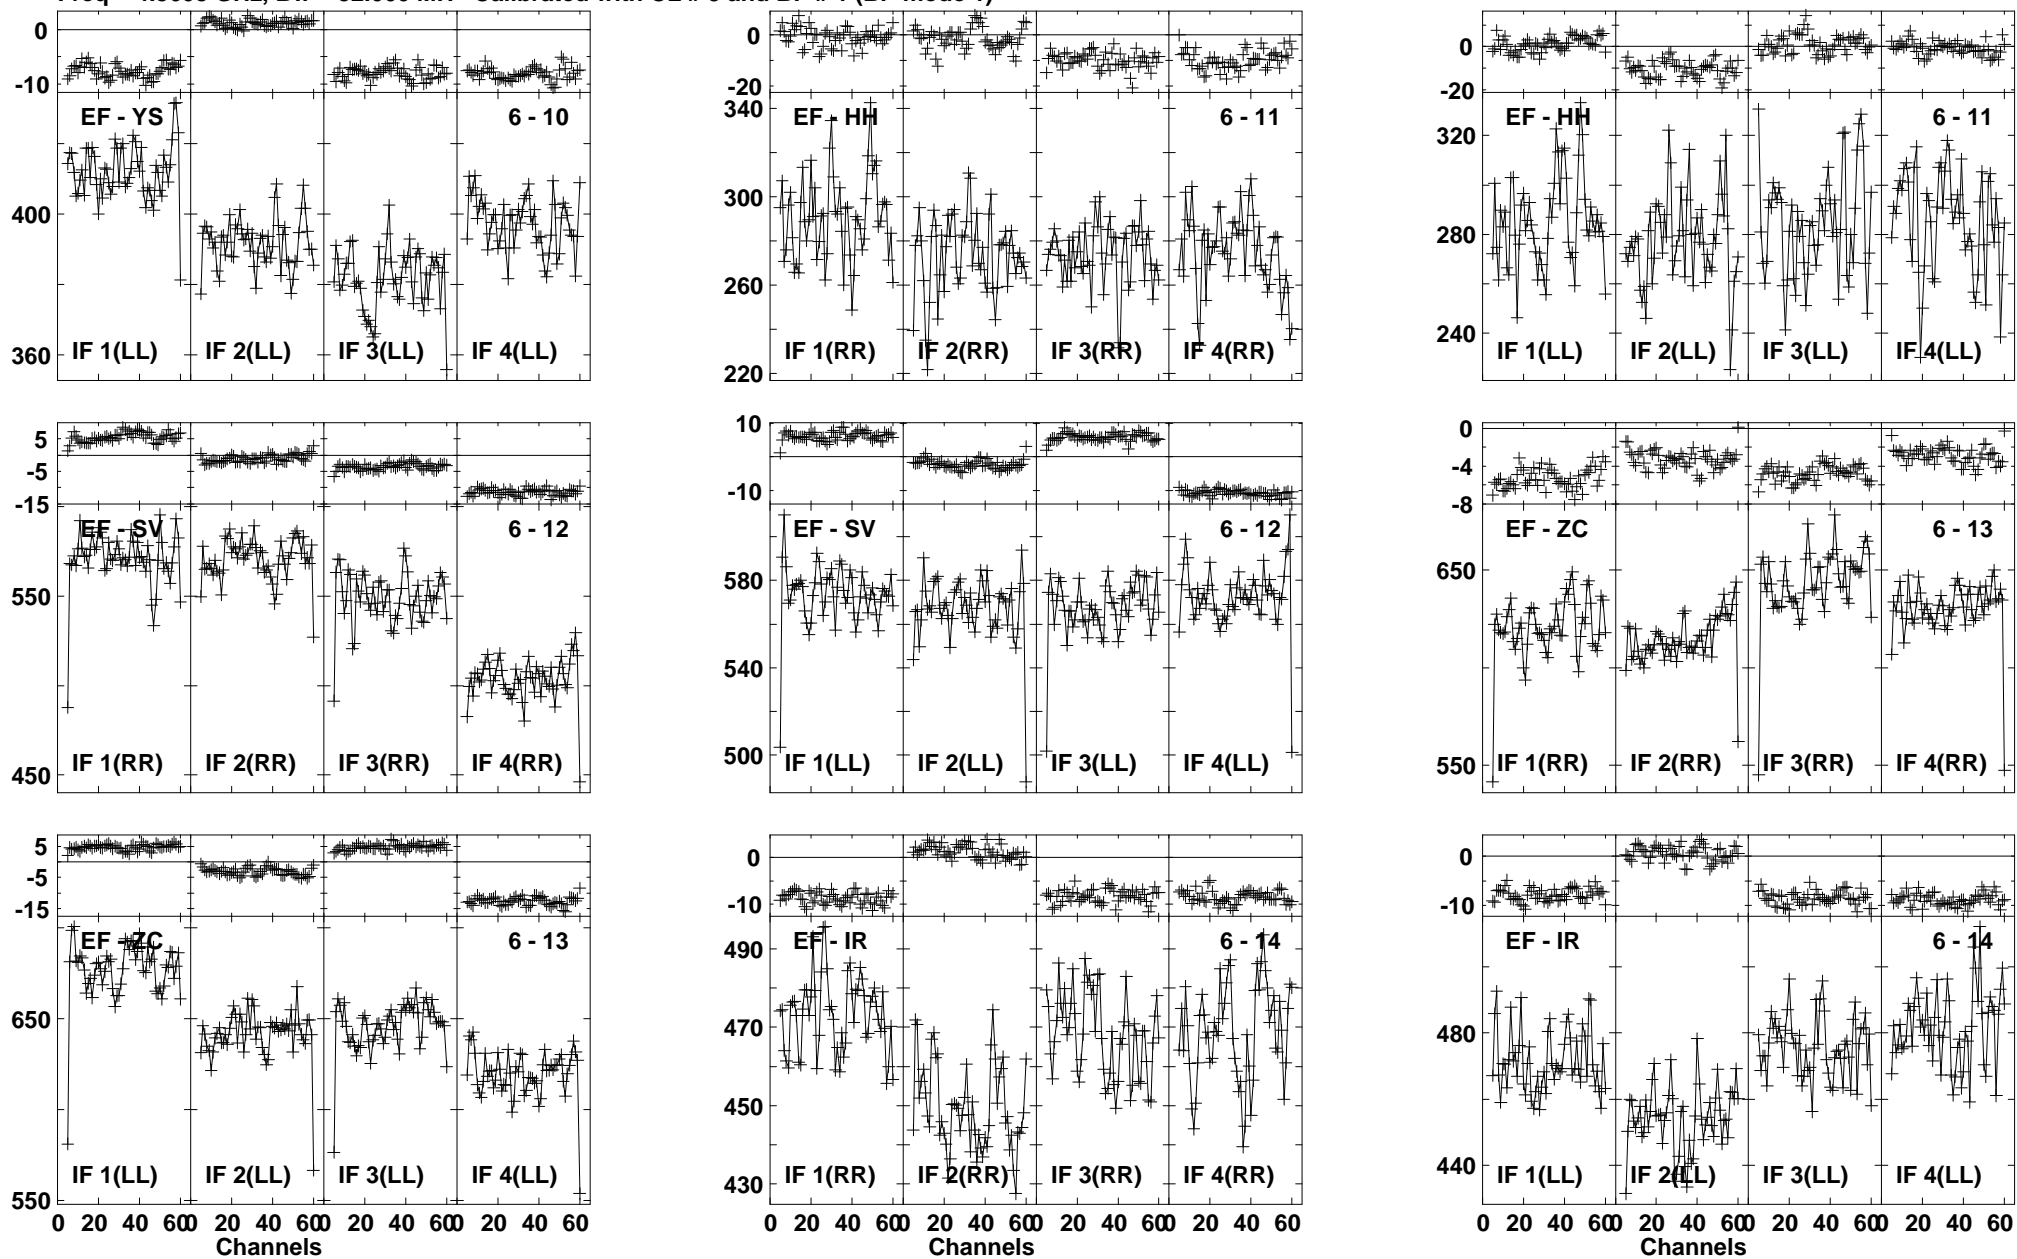 0 0 0
-10 -20 -20
EF - YS 6 - 10 340 EF - HH 6 - 11 EF - HH 6 - 11
320
400 300 280
260
360 220 240
IF 1(LL) IF 2(LL) IF 3(LL) IF 4(LL) IF 1(RR) IF 2(RR) IF 3(RR) IF 4(RR) IF 1(LL) IF 2(LL) IF 3(LL) IF 4(LL)
5 10 0
-5 -4
-15 -10 -8
EF - SV 6 - 12 EF - SV 6 - 12 EF - ZC 6 - 13
550 580 650
540
450 500 550
IF 1(RR) IF 2(RR) IF 3(RR) IF 4(RR) IF 1(LL) IF 2(LL) IF 3(LL) IF 4(LL) IF 1(RR) IF 2(RR) IF 3(RR) IF 4(RR)
5 0 0
-5
-15 -10 -10
EF - ZC 6 - 13 EF - IR 6 - 14 EF - IR 6 - 14
490
650 470 480
450
550 430 440
IF 1(LL) IF 2(LL) IF 3(LL) IF 4(LL) IF 1(RR) IF 2(RR) IF 3(RR) IF 4(RR) IF 1(LL) IF 2(LL) IF 3(LL) IF 4(LL)
0 20 40 60 0 20 40 60 0 20 40 60 0 20 40 60 0 20 40 60 0 20 40 60 0 20 40 60 0 20 40 60 0 20 40 60 0 20 40 60 0 20 40 60 0 20 40 60
Channels Channels Channels